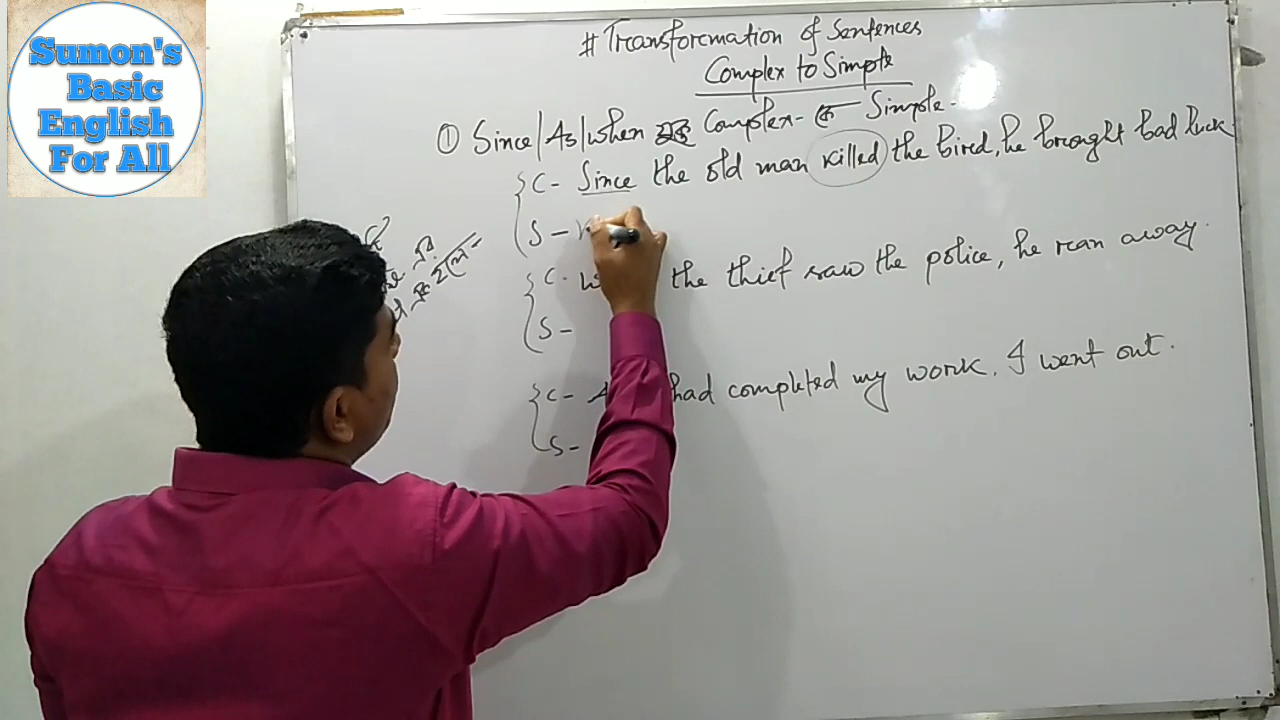 Sumon's
Basic
English
For All
# Transformation of Sentences
Complex to Simple
① Since/As/when Complex- Simple-
C- Since the old man killed the bird, he brought bad luck
S-
C- the thief saw the police, he ran away.
S-
C- had completed my work. I went out.
S-